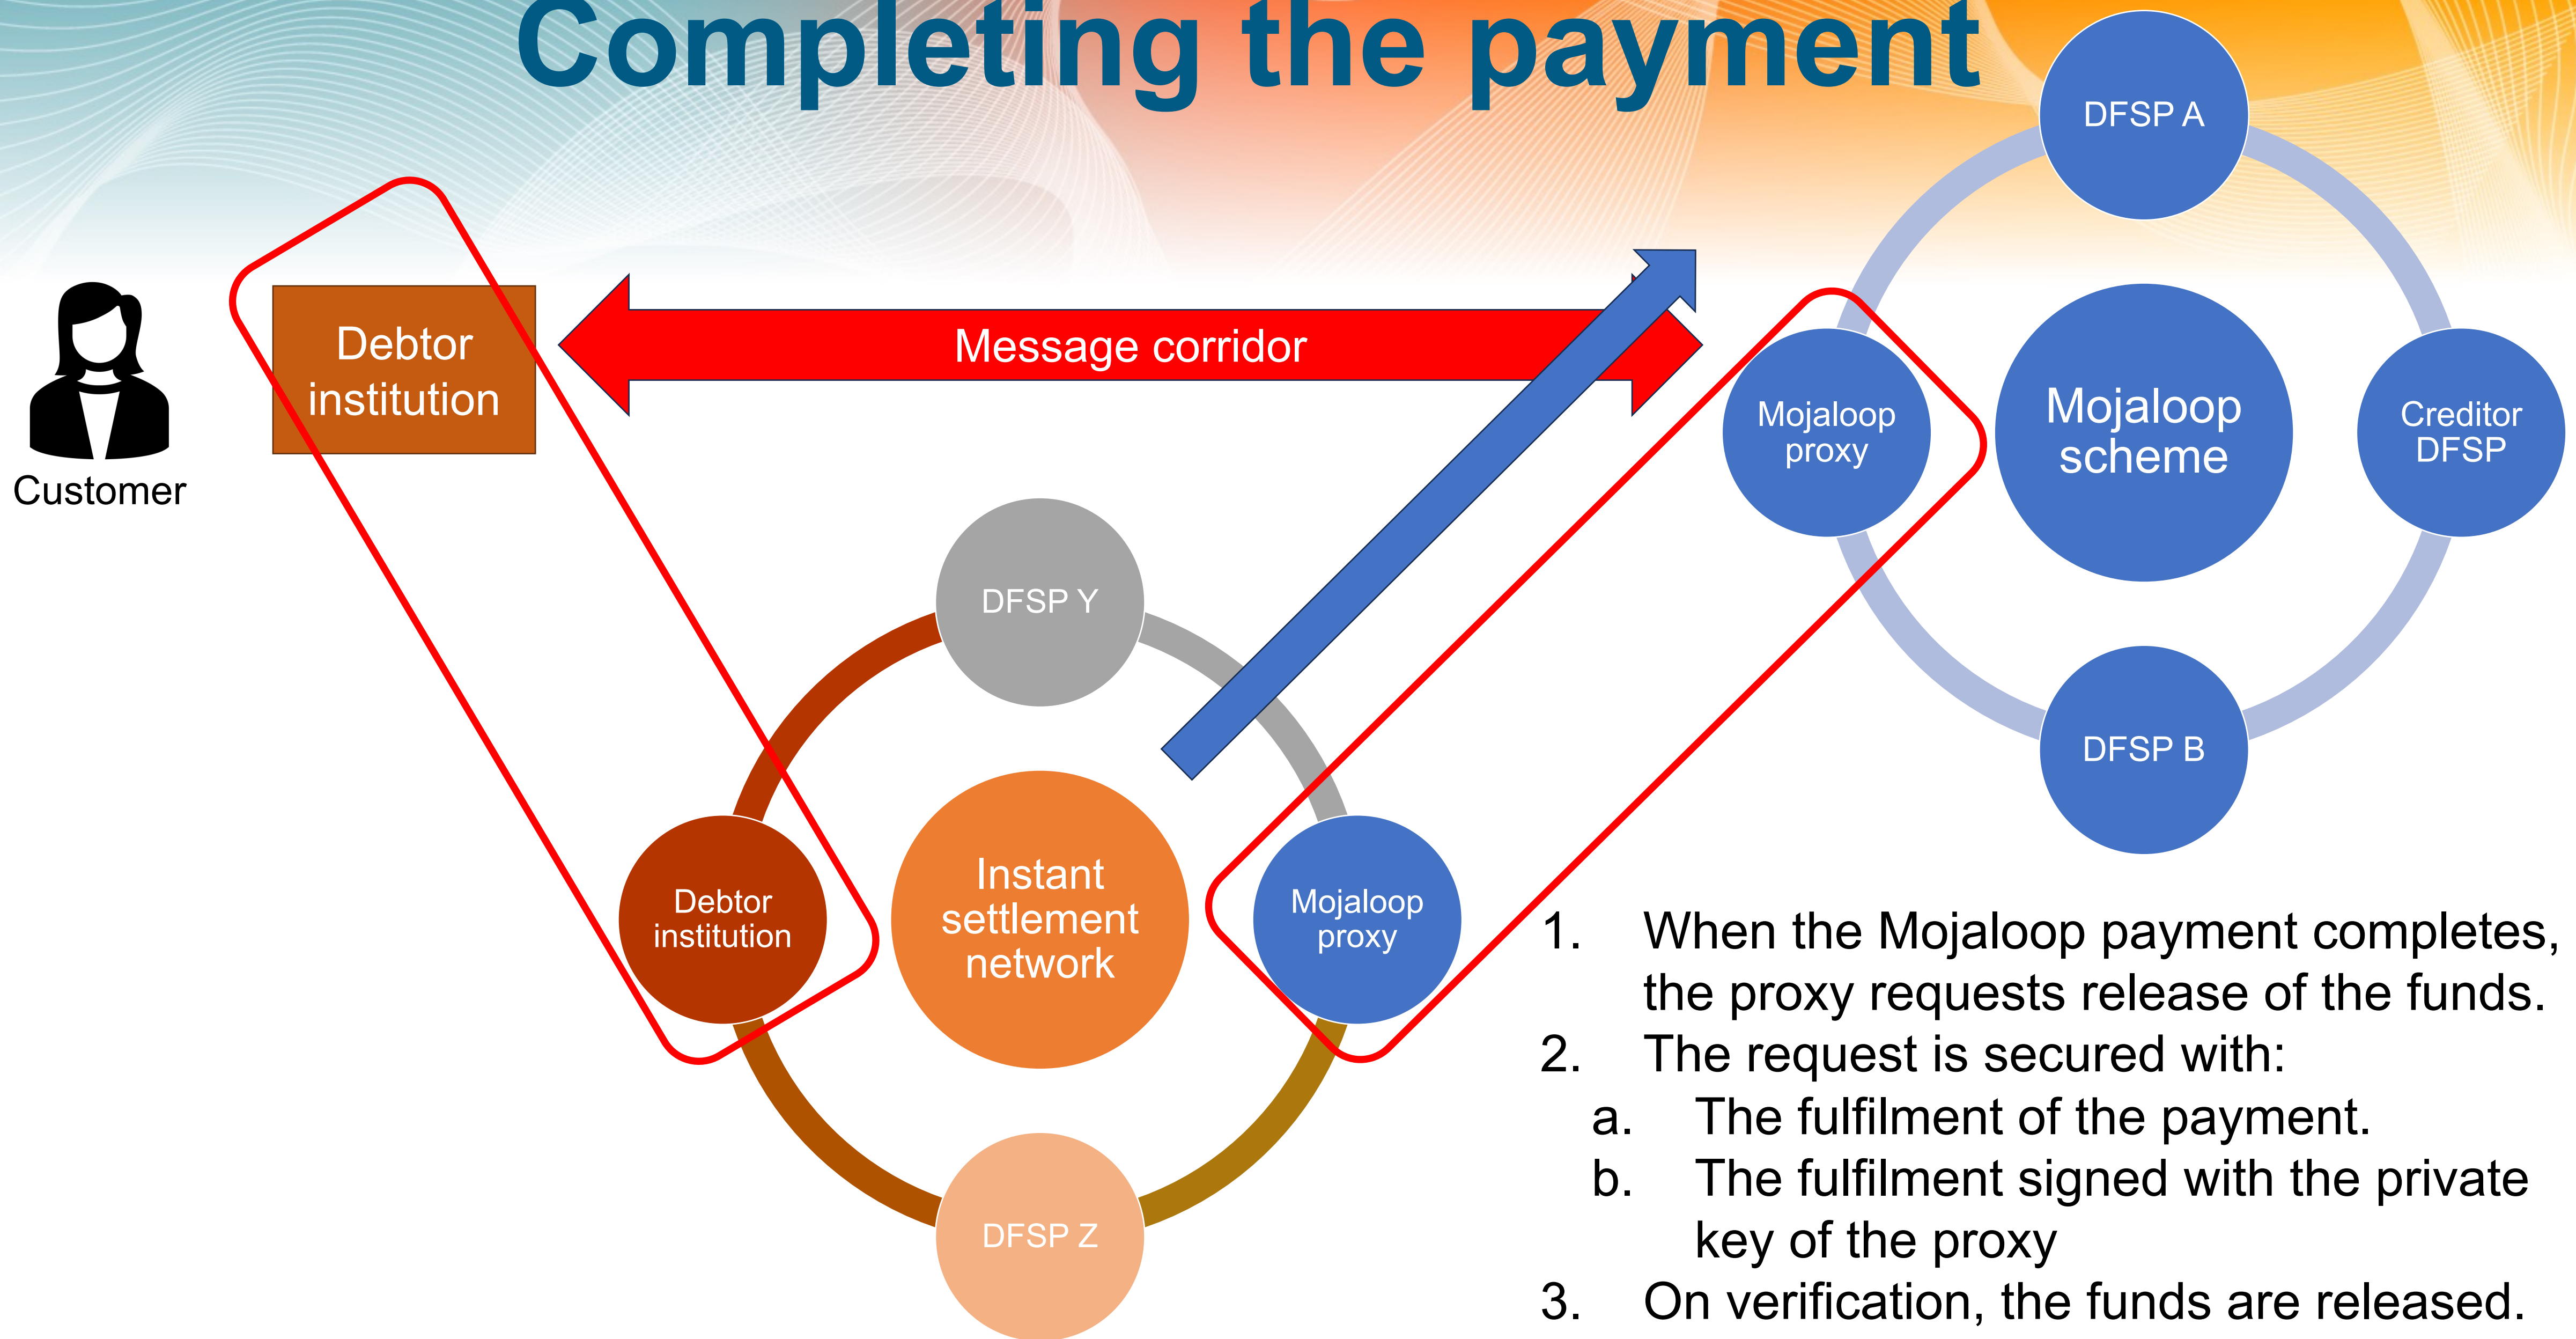 Completing the payment
DFSP A
Debtor
institution
Message corridor
Mojaloop
proxy
Mojaloop
scheme
Creditor
DFSP
Customer
DFSP Y
DFSP B
Debtor
institution
Instant
settlement
network
Mojaloop
proxy
DFSP Z
1. When the Mojaloop payment completes,
the proxy requests release of the funds.
2. The request is secured with:
a. The fulfilment of the payment.
b. The fulfilment signed with the private
key of the proxy
3. On verification, the funds are released.